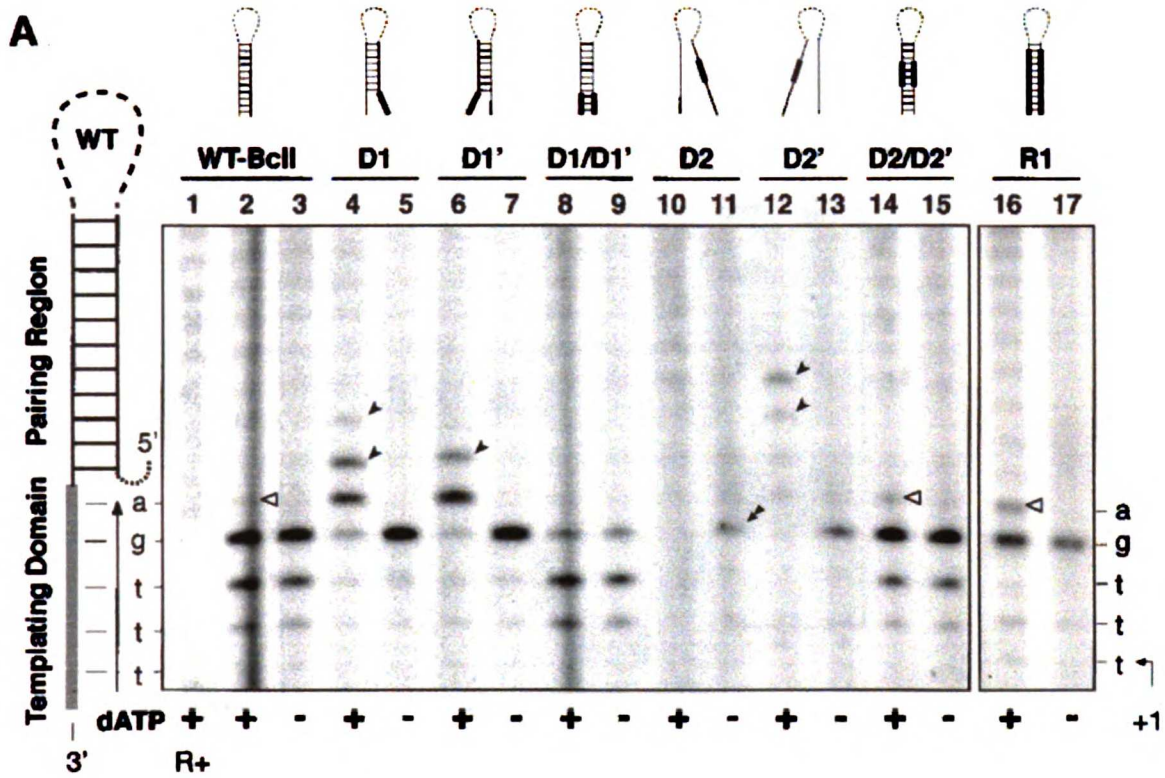 A
WT
WT-BclI D1 D1' D1/D1' D2 D2' D2/D2' R1
1 2 3 4 5 6 7 8 9 10 11 12 13 14 15 16 17
Pairing Region
5'
Templating Domain
a
g
t
t
t
a
g
t
t
t
dATP + + - + - + - + - + - + - + - + - +1
3' R+